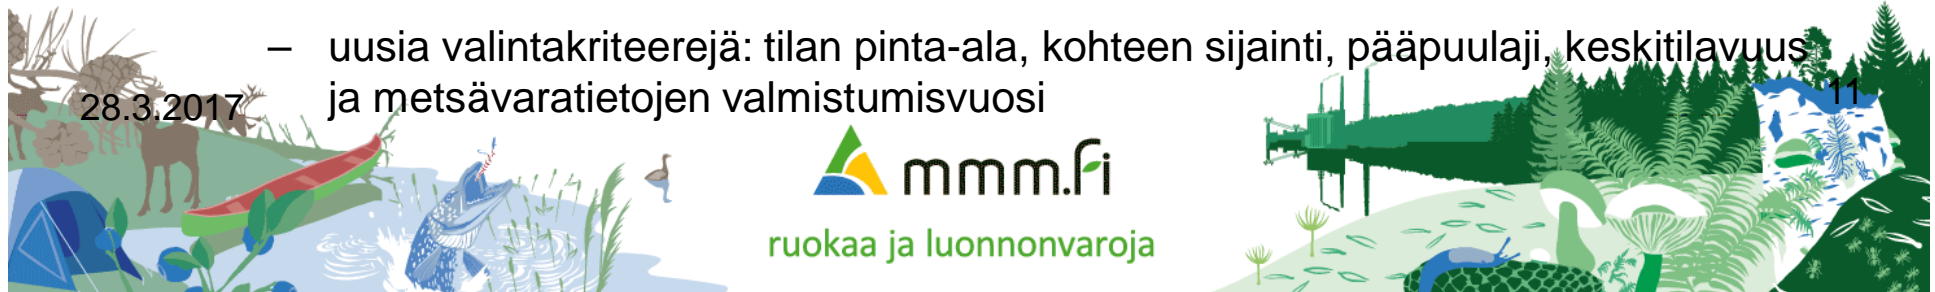 – uusia valintakriteerejä: tilan pinta-ala, kohteen sijainti, pääpuulaji, keskitilavuus
ja metsävaratietojen valmistumisvuosi
28.3.2017
11
mmm.fi
ruokaa ja luonnonvaroja